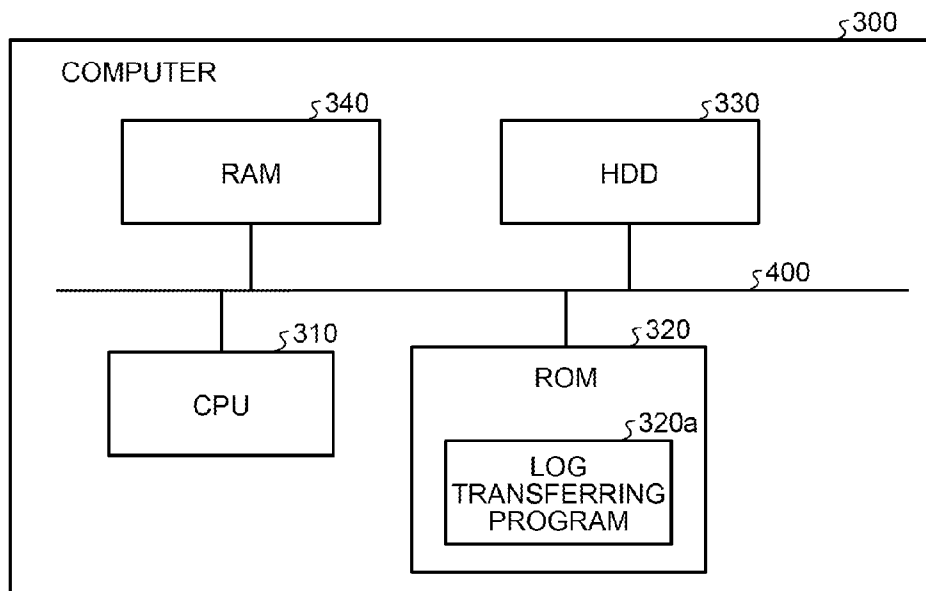 300
COMPUTER
340
330
RAM
HDD
400
310
320
CPU
ROM
320a
LOG
TRANSFERRING
PROGRAM